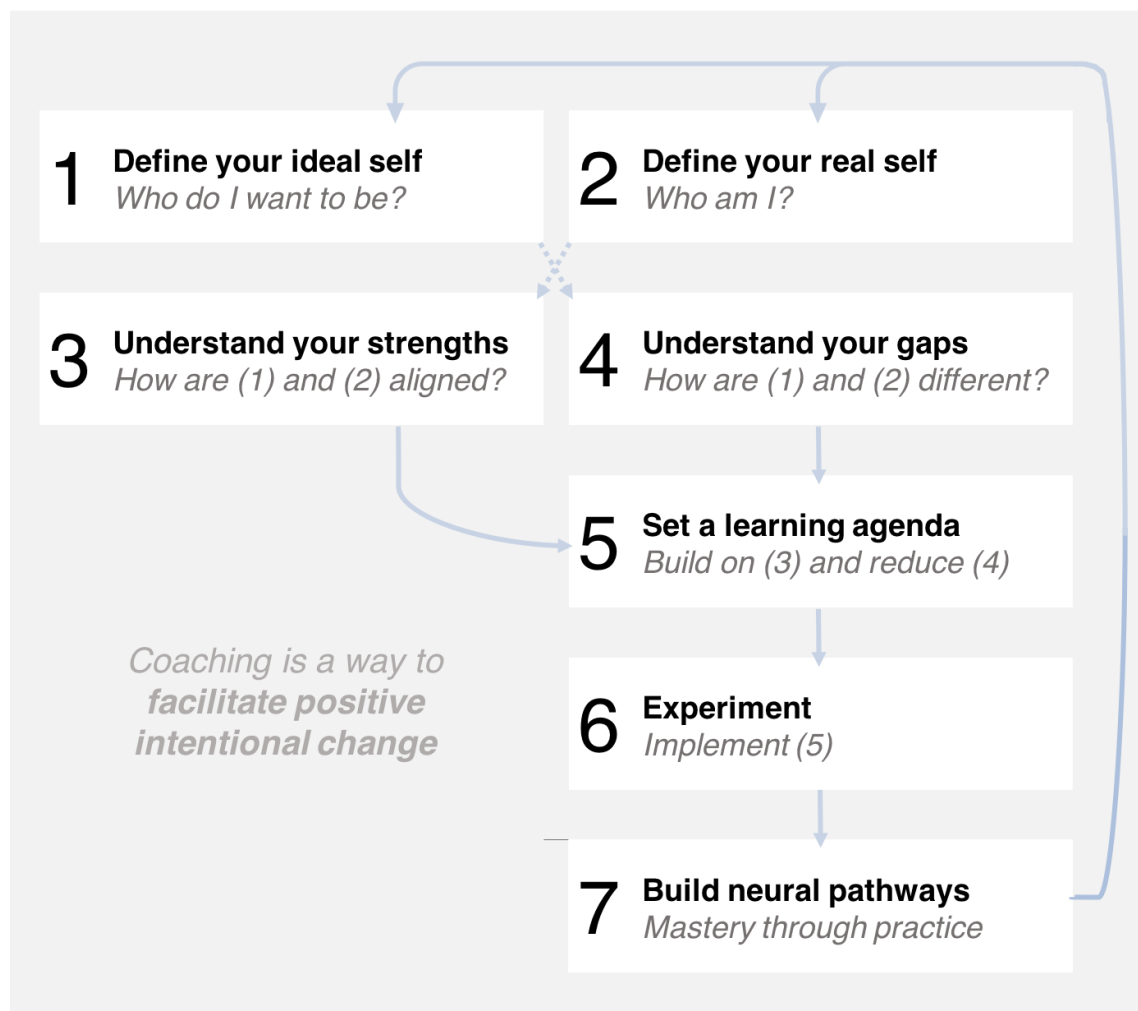 1 Define your ideal self
Who do I want to be?
2 Define your real self
Who am I?
3 Understand your strengths
How are (1) and (2) aligned?
4 Understand your gaps
How are (1) and (2) different?
5 Set a learning agenda
Build on (3) and reduce (4)
Coaching is a way to
facilitate positive
intentional change
6 Experiment
Implement (5)
7 Build neural pathways
Mastery through practice